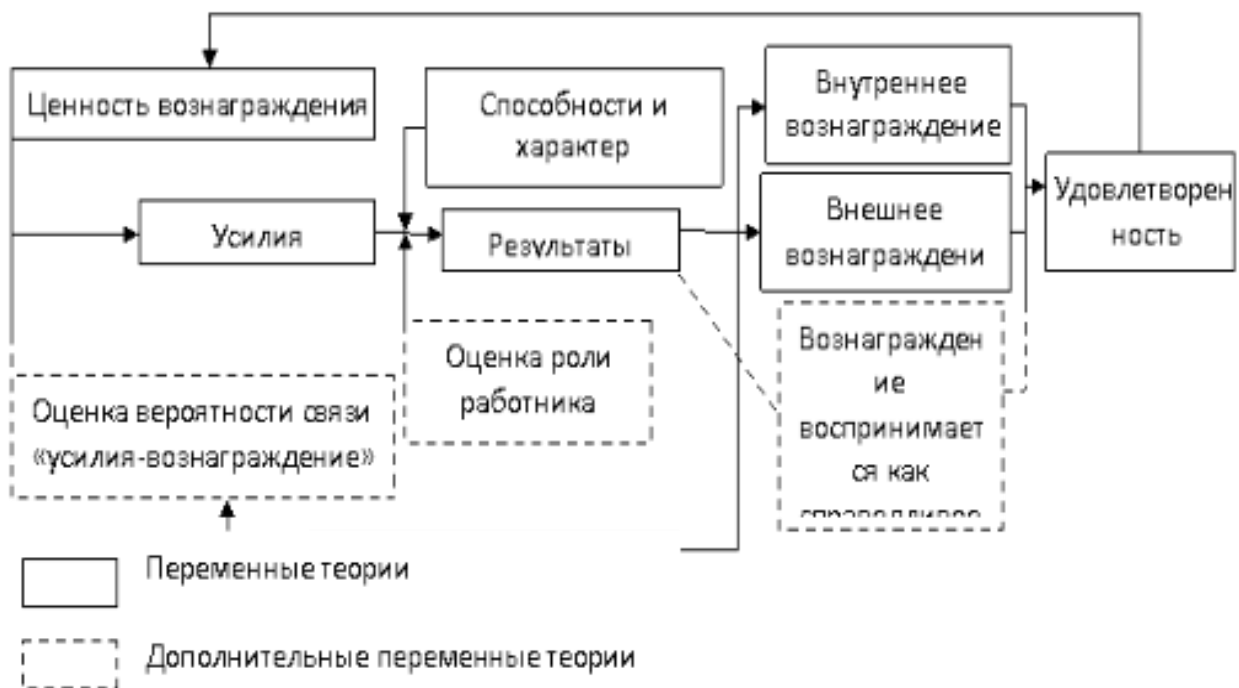 Ценность вознаграждения
Способности и
характер
Внутреннее
вознаграждение
Усилия
Результаты
Внешнее
вознаграждени
Удовлетворен
ность
Оценка вероятности связи
«усилия-вознаграждение»
Оценка роли
работника
Вознагражден
ие
воспринимает
ся как
Переменные теории
Дополнительные переменные теории